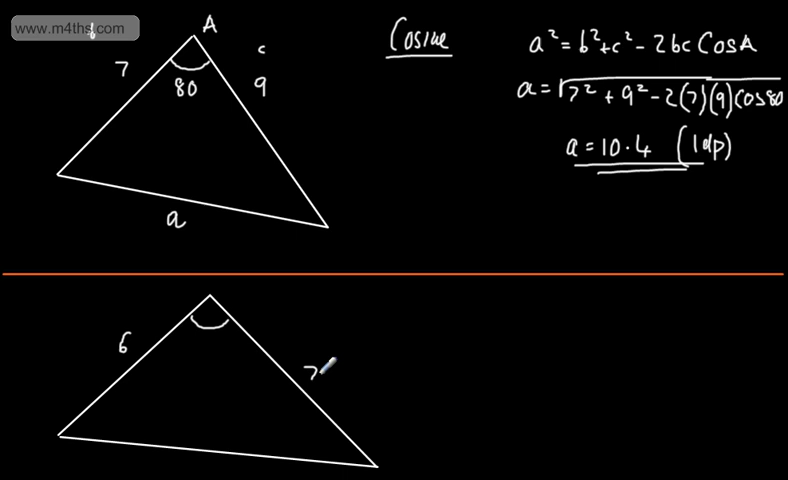 www.m4ths.com
A
b
7
c
9
80
a
Cosine
a² = b² + c² - 2bc CosA
a = √7² + 9² - 2(7)(9)cos80
a = 10.4 (1dp)
6
7